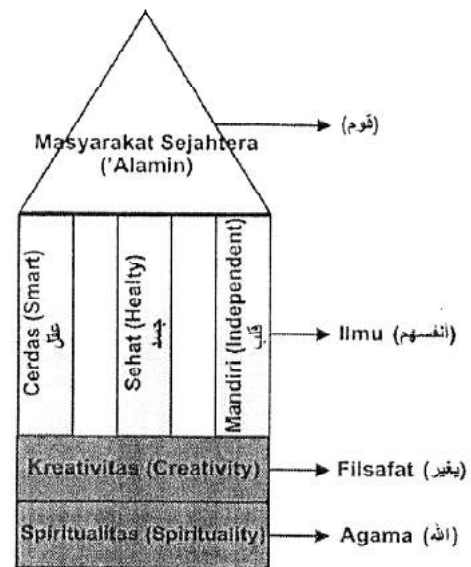 (قوم)
Masyarakat Sejahtera
('Alamin)
Cerdas (Smart)
عقل
Sehat (Healty)
جسد
Mandiri (Independent)
قلب
Ilmu (انفسهم)
Kreativitas (Creativity)
Filsafat (يغير)
Spiritualitas (Spirituality)
Agama (الله)